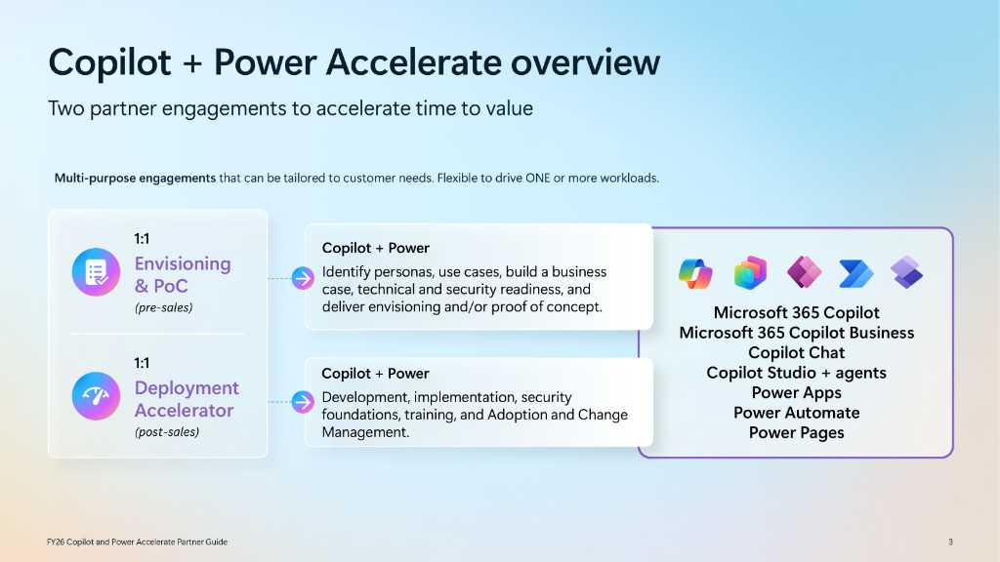 Copilot + Power Accelerate overview
Two partner engagements to accelerate time to value
Multi-purpose engagements that can be tailored to customer needs. Flexible to drive ONE or more workloads.
1:1
Envisioning
& PoC
(pre-sales)
Copilot + Power
Identify personas, use cases, build a business
case, technical and security readiness, and
deliver envisioning and/or proof of concept.
1:1
Deployment
Accelerator
(post-sales)
Copilot + Power
Development, implementation, security
foundations, training, and Adoption and Change
Management.
Microsoft 365 Copilot
Microsoft 365 Copilot Business
Copilot Chat
Copilot Studio + agents
Power Apps
Power Automate
Power Pages
FY26 Copilot and Power Accelerate Partner Guide
3